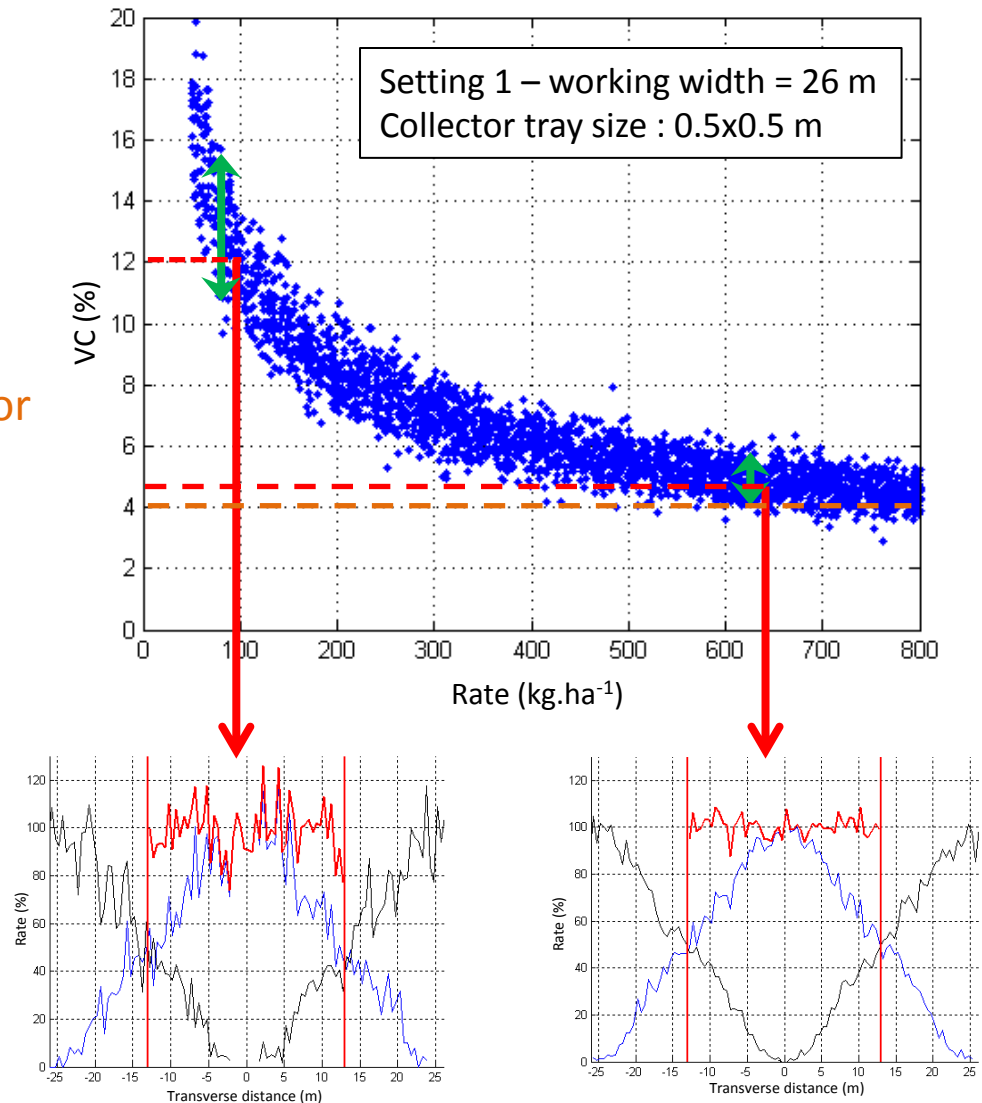 20
18
16
14
12
10
8
6
4
2
0
VC (%)
Setting 1 – working width = 26 m
Collector tray size : 0.5x0.5 m
or
0 100 200 300 400 500 600 700 800
Rate (kg.ha⁻¹)
120
100
80
60
40
20
0
Rate (%)
-25 -20 -15 -10 -5 0 5 10 15 20 25
Transverse distance (m)
120
100
80
60
40
20
0
Rate (%)
-25 -20 -15 -10 -5 0 5 10 15 20 25
Transverse distance (m)